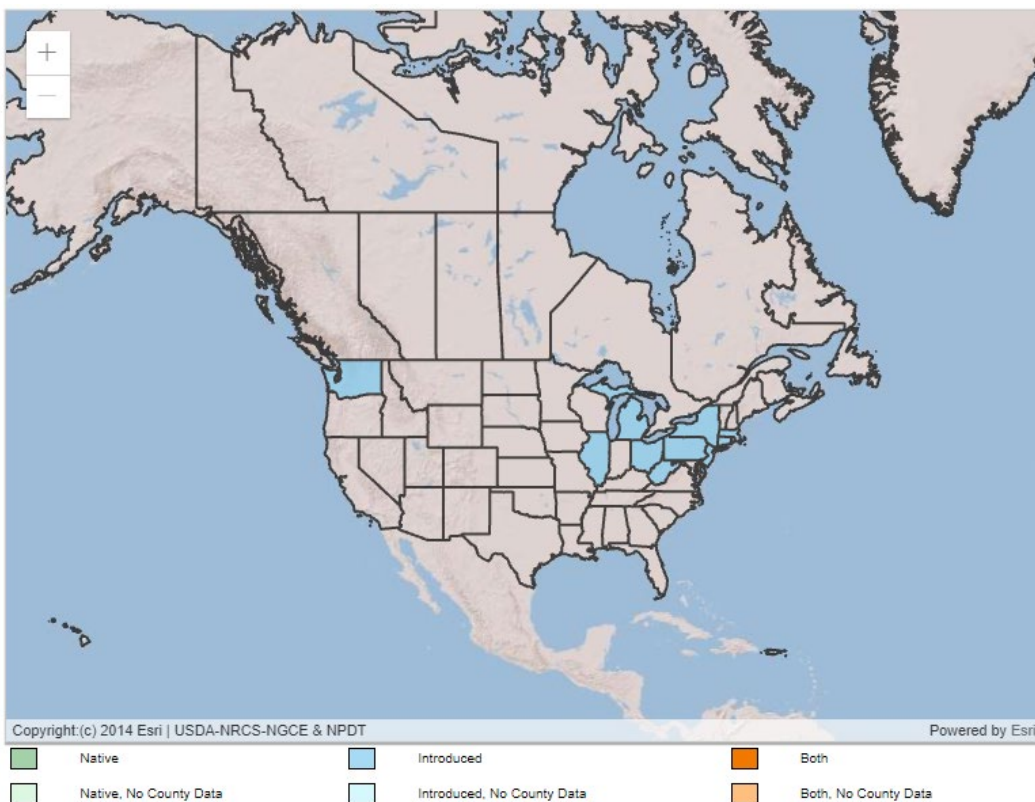 +
−
Copyright:(c) 2014 Esri | USDA-NRCS-NGCE & NPDT Powered by Esri
Native Introduced Both
Native, No County Data Introduced, No County Data Both, No County Data